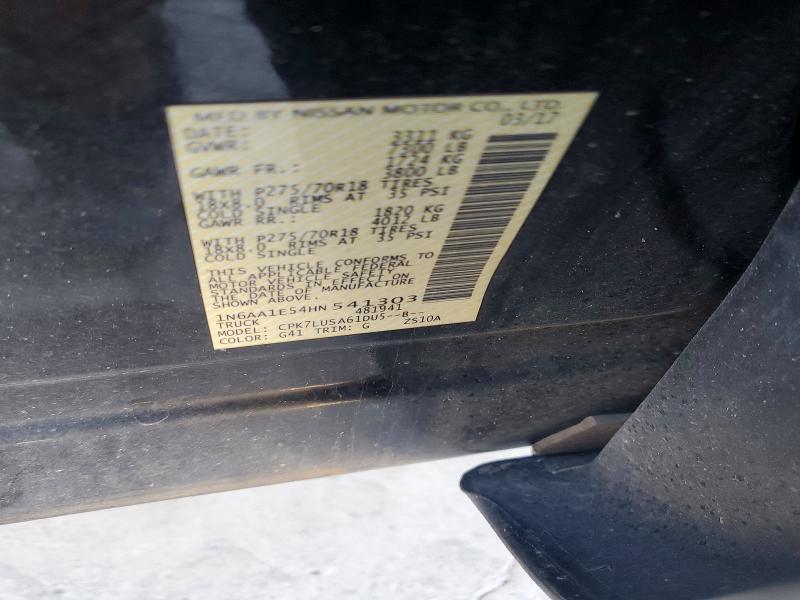 MFD BY NISSAN MOTOR CO., LTD.
DATE: 03/17
GVWR: 3311 KG
7300 LB
GAWR FR.: 1724 KG
3800 LB
WITH P275/70R18 TIRES
18X8.0 RIMS AT 35 PSI
COLD SINGLE
GAWR RR.: 1820 KG
4012 LB
WITH P275/70R18 TIRES
18X8.0 RIMS AT 35 PSI
COLD SINGLE
THIS VEHICLE CONFORMS TO
ALL APPLICABLE FEDERAL
MOTOR VEHICLE SAFETY
STANDARDS IN EFFECT ON
THE DATE OF MANUFACTURE
SHOWN ABOVE.
1N6AA1E54HN541303
TRUCK 481941
MODEL: CPK7LUSA61DU5--B--
COLOR: G41 TRIM: G ZS10A